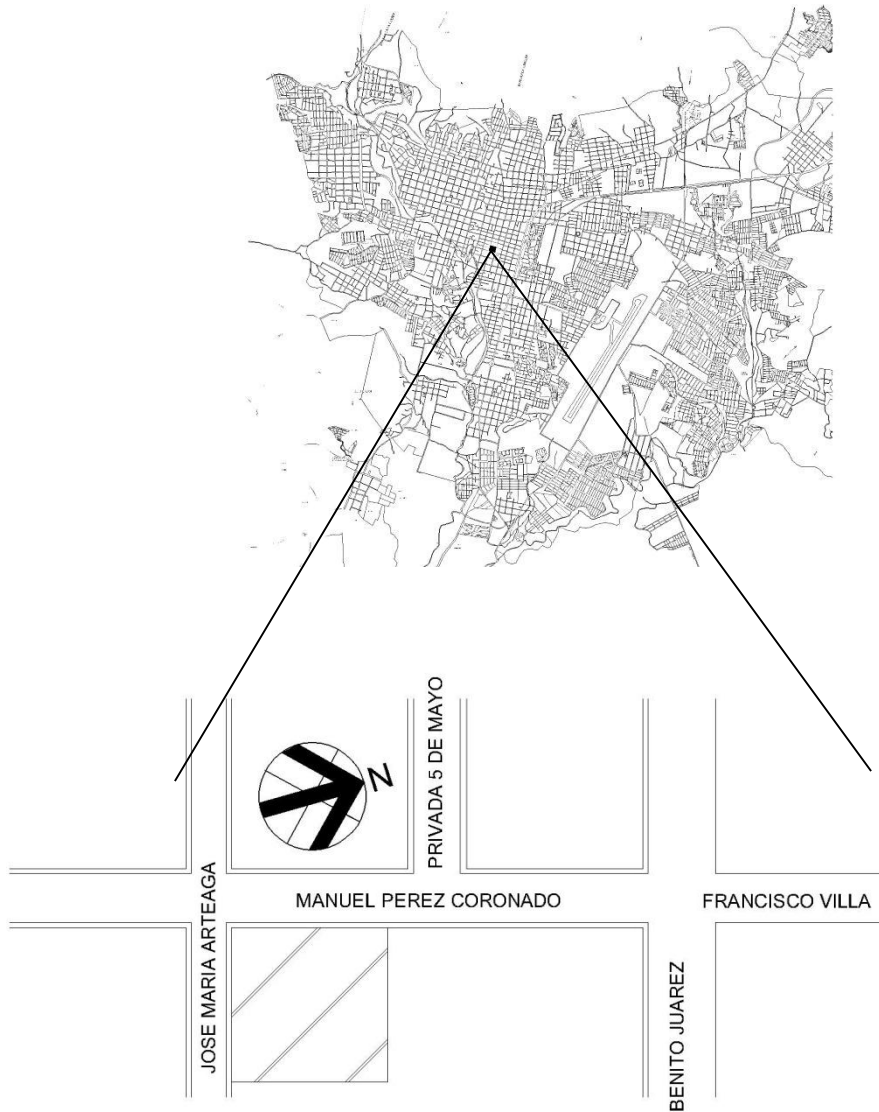 PRIVADA 5 DE MAYO
N
JOSE MARIA ARTEAGA
MANUEL PEREZ CORONADO
FRANCISCO VILLA
BENITO JUAREZ